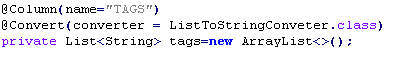 @Column(name="TAGS")
@Convert(converter = ListToStringConveter.class)
private List<String> tags=new ArrayList<>();